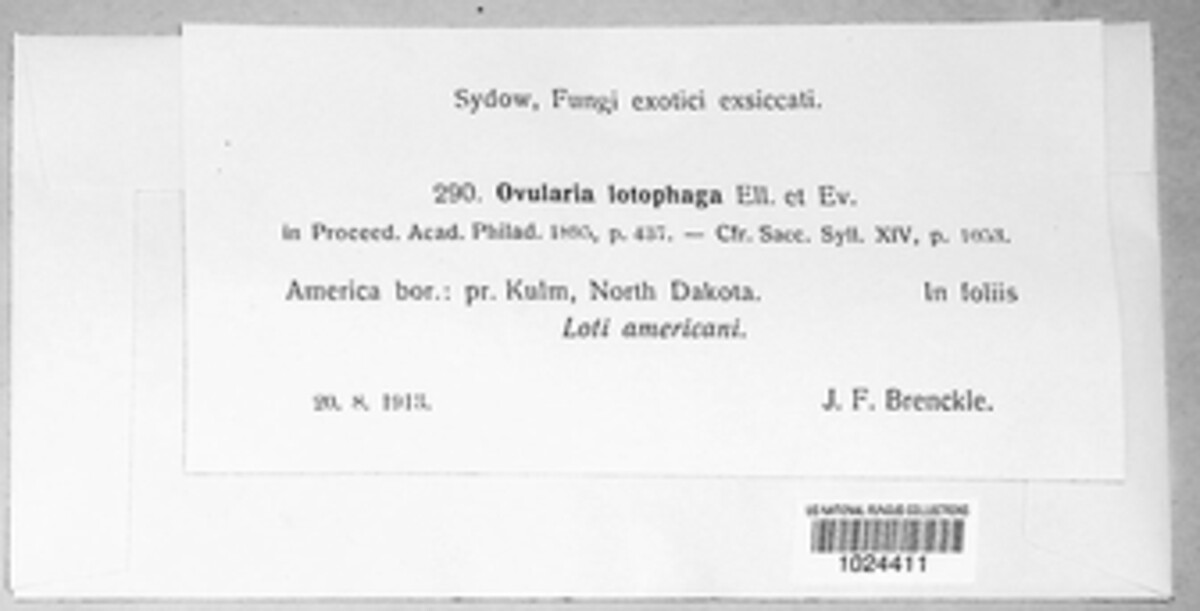 Sydow, Fungi exotici exsiccati.
290. Ovularia lotophaga Ell. et Ev.
in Proceed. Acad. Philad. p. 437. — Cfr. Sacc. Syll. XIV, p. 1053.
America bor.: pr. Kulm, North Dakota. In foliis
Loti americani.
20. 8. 1913. J. F. Brenckle.
US NATIONAL FUNGUS COLLECTIONS
1024411